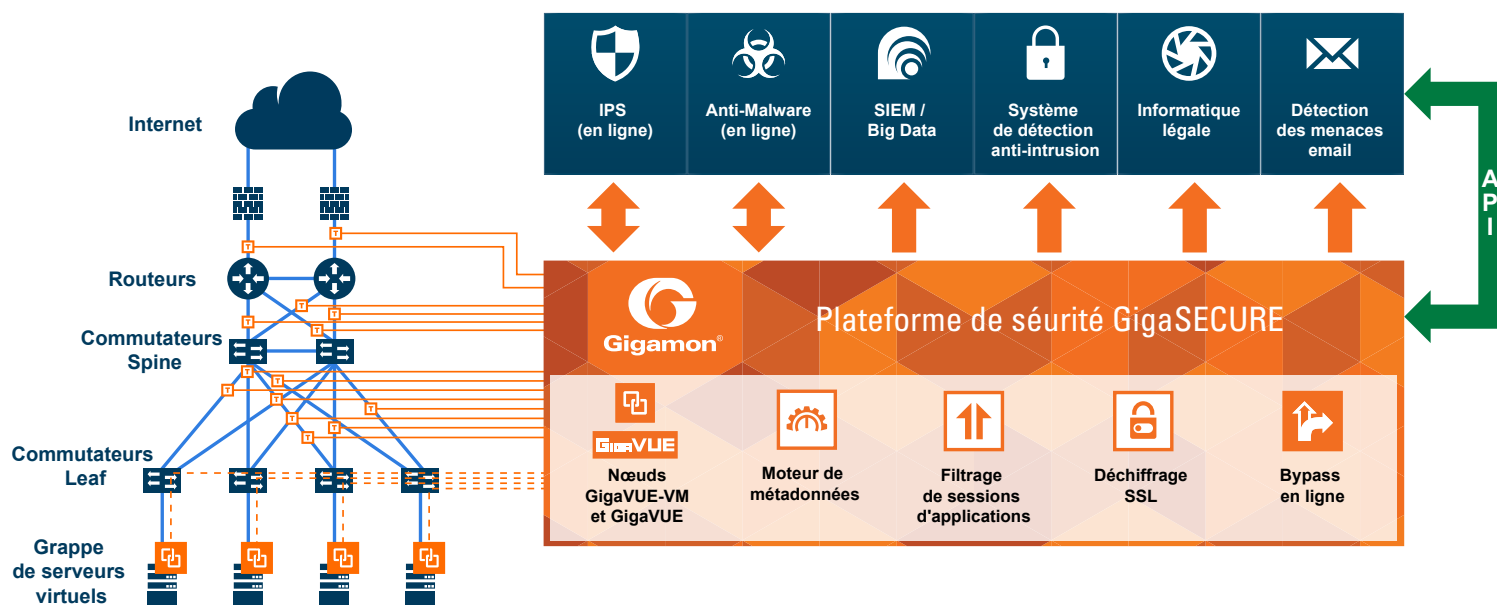 Internet
Routeurs
Commutateurs
Spine
Commutateurs
Leaf
Grappe
de serveurs
virtuels
T
T
T
T
T
T
T
T
T
T
T
T
T
T
IPS
(en ligne)
Anti-Malware
(en ligne)
SIEM /
Big Data
Système
de détection
anti-intrusion
Informatique
légale
Détection
des menaces
email
A
P
I
Gigamon®
Plateforme de séurité GigaSECURE
GigaVUE
Nœuds
GigaVUE-VM
et GigaVUE
Moteur de
métadonnées
Filtrage
de sessions
d'applications
Déchiffrage
SSL
Bypass
en ligne